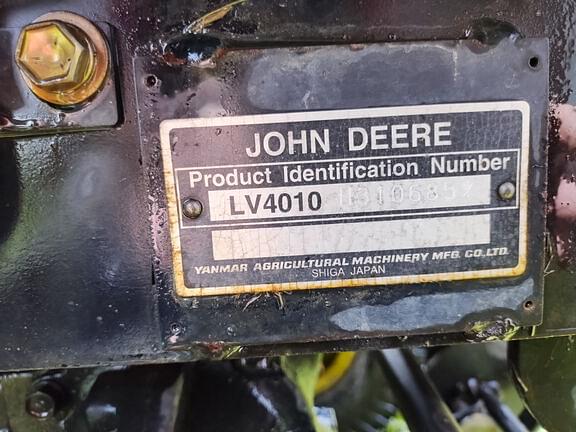 JOHN DEERE
Product Identification Number
LV4010
YANMAR AGRICULTURAL MACHINERY MFG. CO.LTD.
SHIGA JAPAN